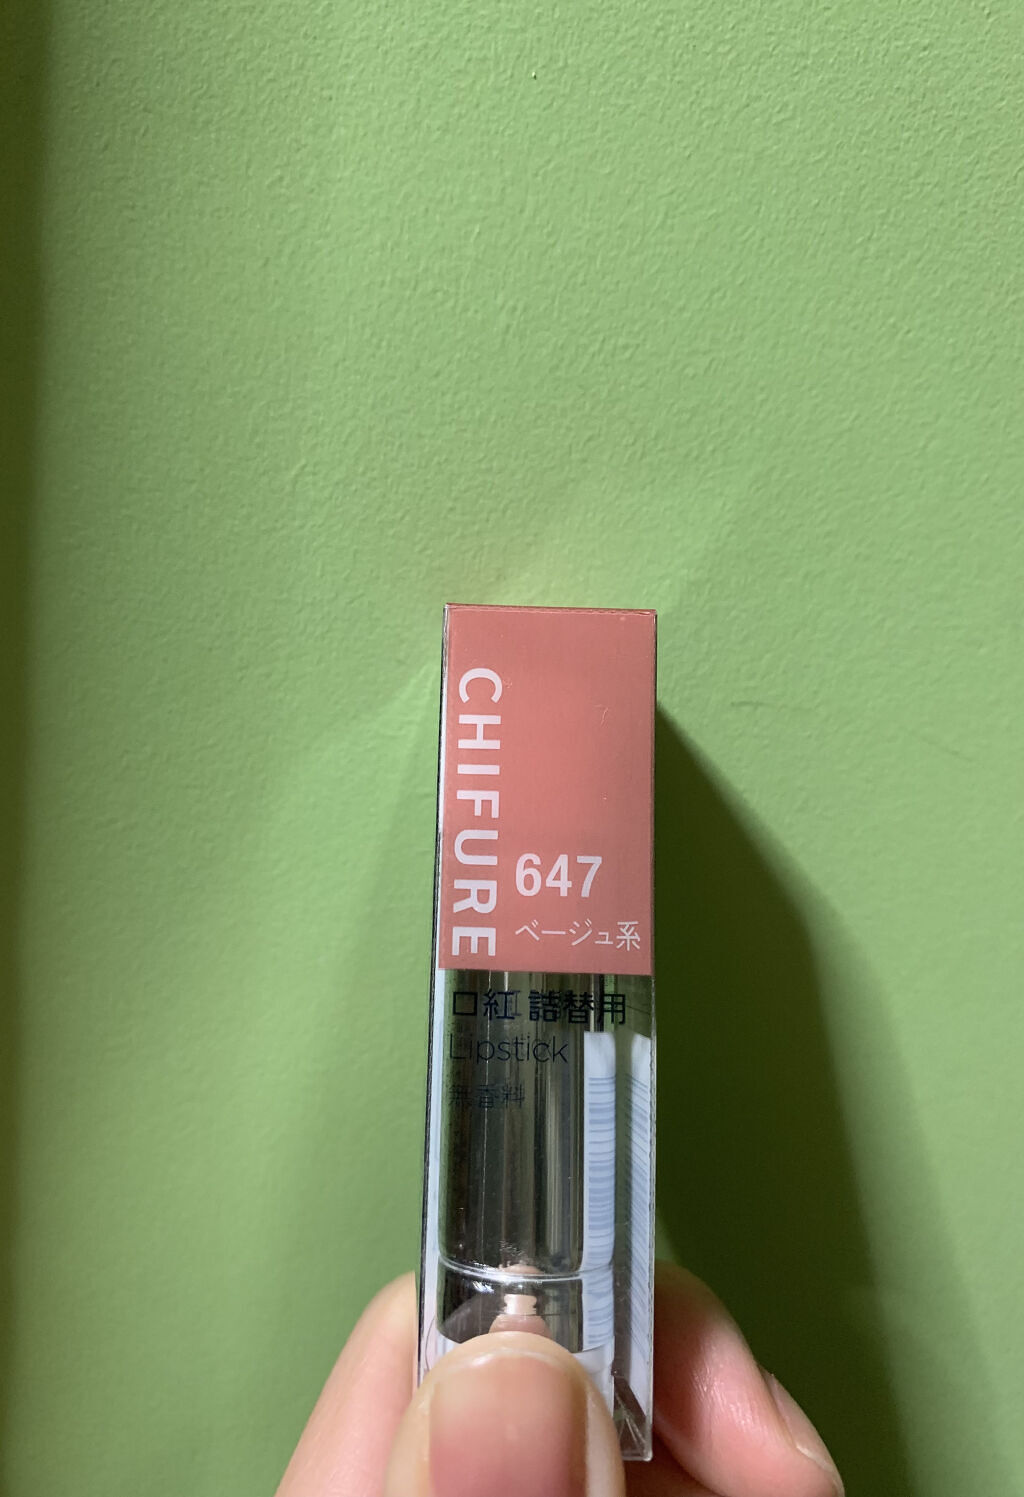 CHIFURE
647
ベージュ系
口紅 詰替用
Lipstick
無香料